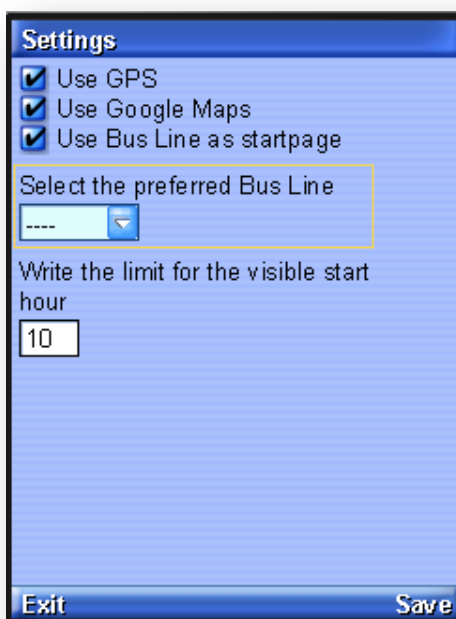 Settings
Use GPS
Use Google Maps
Use Bus Line as startpage
Select the preferred Bus Line
----
Write the limit for the visible start
hour
10
Exit Save